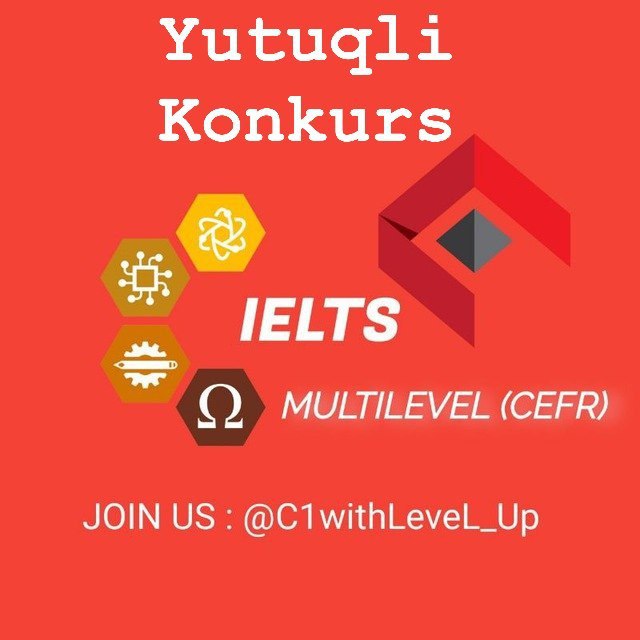 Yutuqli
Konkurs
IELTS
Ω
MULTILEVEL (CEFR)
JOIN US : @C1withLeveL_Up